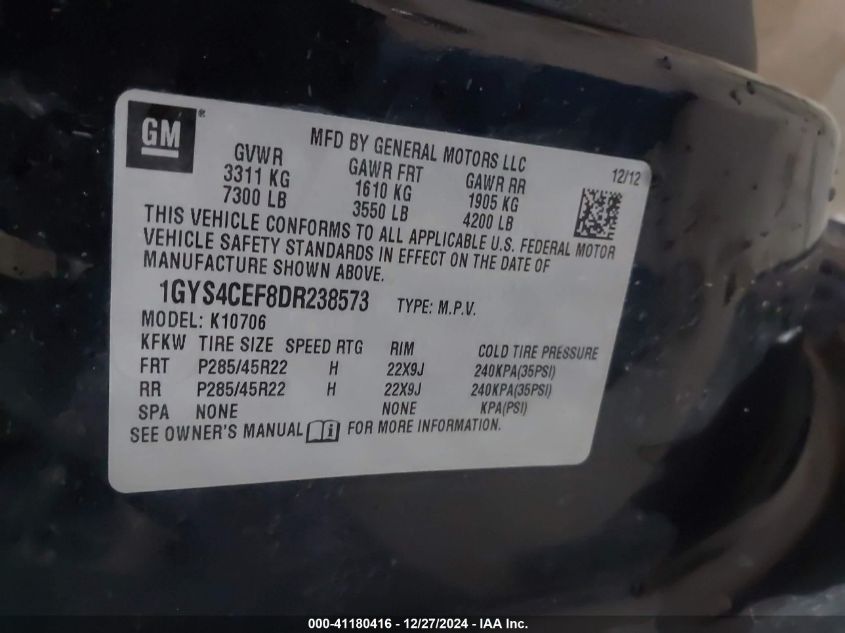 GM®
MFD BY GENERAL MOTORS LLC
12/12
GVWR GAWR FRT GAWR RR
3311 KG 1610 KG 1905 KG
7300 LB 3550 LB 4200 LB
THIS VEHICLE CONFORMS TO ALL APPLICABLE U.S. FEDERAL MOTOR
VEHICLE SAFETY STANDARDS IN EFFECT ON THE DATE OF
MANUFACTURE SHOWN ABOVE.
1GYS4CEF8DR238573 TYPE: M.P.V.
MODEL: K10706
KFKW TIRE SIZE SPEED RTG RIM COLD TIRE PRESSURE
FRT P285/45R22 H 22X9J 240KPA(35PSI)
RR P285/45R22 H 22X9J 240KPA(35PSI)
SPA NONE NONE KPA(PSI)
SEE OWNER'S MANUAL FOR MORE INFORMATION.
000-41180416 - 12/27/2024 - IAA Inc.